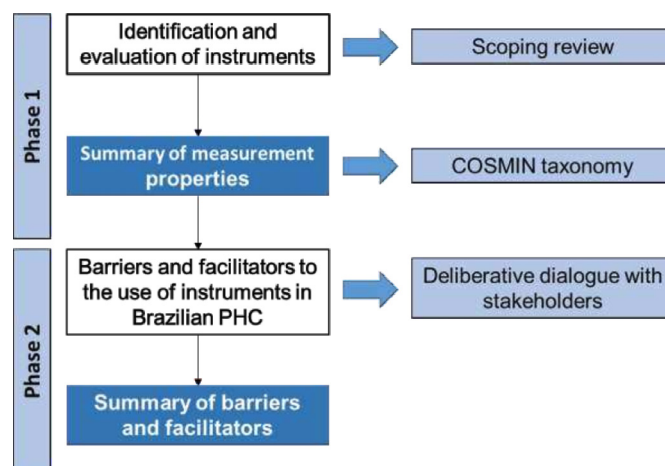 Phase 1
Identification and
evaluation of instruments
Scoping review
Summary of measurement
properties
COSMIN taxonomy
Phase 2
Barriers and facilitators to
the use of instruments in
Brazilian PHC
Deliberative dialogue with
stakeholders
Summary of barriers
and facilitators